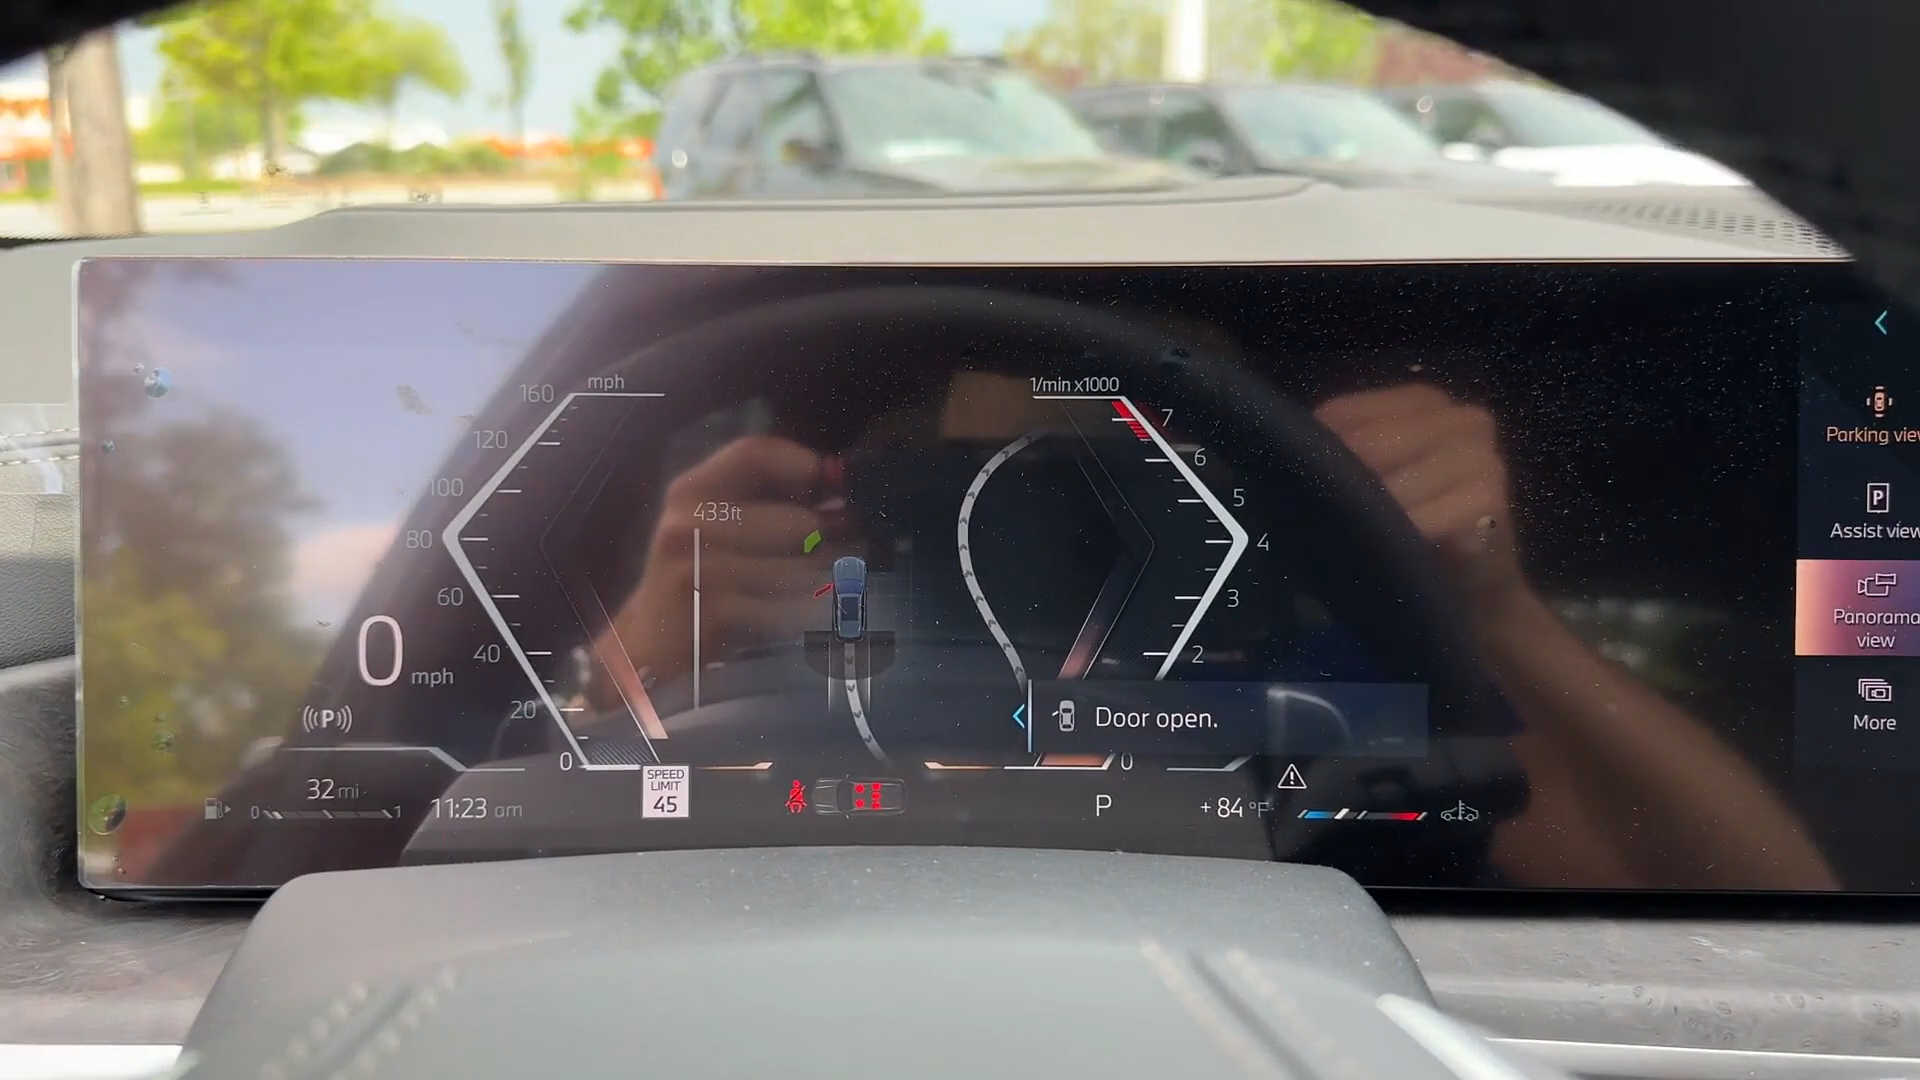 160
mph
120
100
80
60
40
20
0
0 mph
((P))
433ft
1/min x1000
7
6
5
4
3
2
0
Door open.
32 mi
0
1
11:23 am
SPEED
LIMIT
45
P
+84 °F
Parking view
P
Assist view
Panorama
view
More